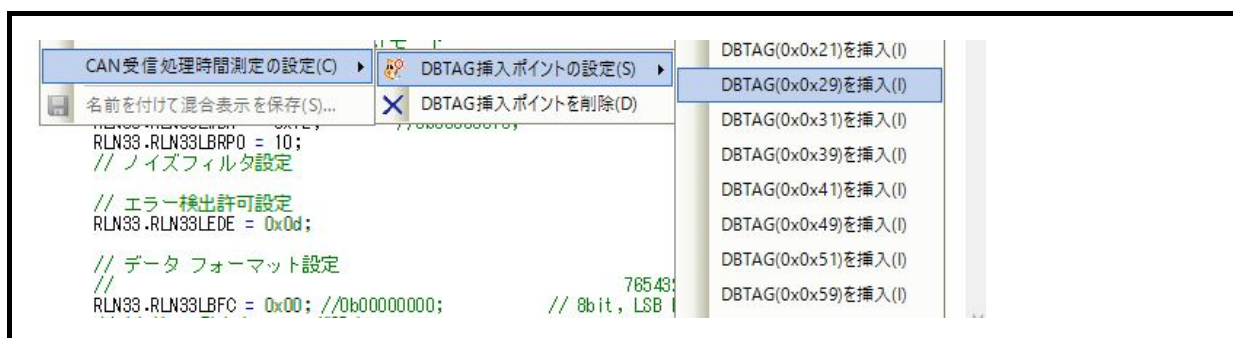 CAN受信処理時間測定の設定(C)
名前を付けて混合表示を保存(S)...
DBTAG挿入ポイントの設定(S)
DBTAG挿入ポイントを削除(D)
DBTAG(0x0x21)を挿入(I)
DBTAG(0x0x29)を挿入(I)
DBTAG(0x0x31)を挿入(I)
DBTAG(0x0x39)を挿入(I)
DBTAG(0x0x41)を挿入(I)
DBTAG(0x0x49)を挿入(I)
DBTAG(0x0x51)を挿入(I)
DBTAG(0x0x59)を挿入(I)
RLN33.RLN33LBRP0 = 10;
// ノイズフィルタ設定
// エラー検出許可設定
RLN33.RLN33LEDE = 0x0d;
// データ フォーマット設定
// 76543
RLN33.RLN33LBFC = 0x00; //0b00000000; // 8bit, LSB